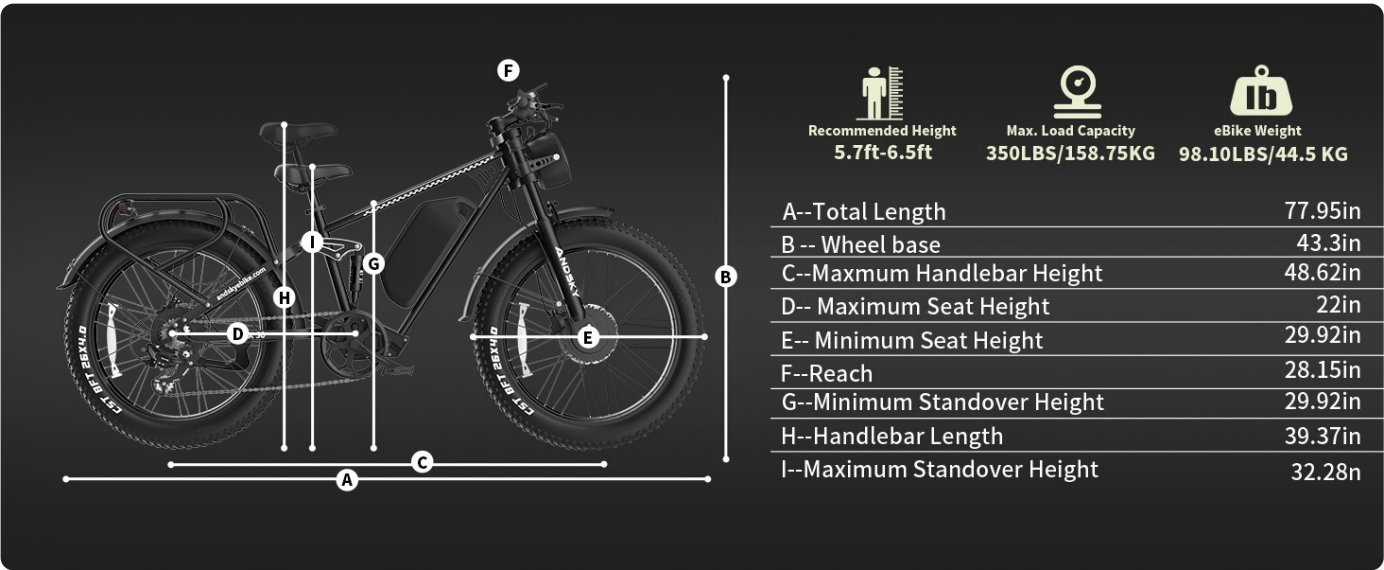 F
B
I
G
H
D
E
C
A
ANDSKY
andskyebike.com
CST BFT 26X4.0
CST BFT 26X4.0
lb
Recommended Height
5.7ft-6.5ft
Max. Load Capacity
350LBS/158.75KG
eBike Weight
98.10LBS/44.5 KG
A--Total Length 77.95in
B -- Wheel base 43.3in
C--Maxmum Handlebar Height 48.62in
D-- Maximum Seat Height 22in
E-- Minimum Seat Height 29.92in
F--Reach 28.15in
G--Minimum Standover Height 29.92in
H--Handlebar Length 39.37in
I--Maximum Standover Height 32.28n